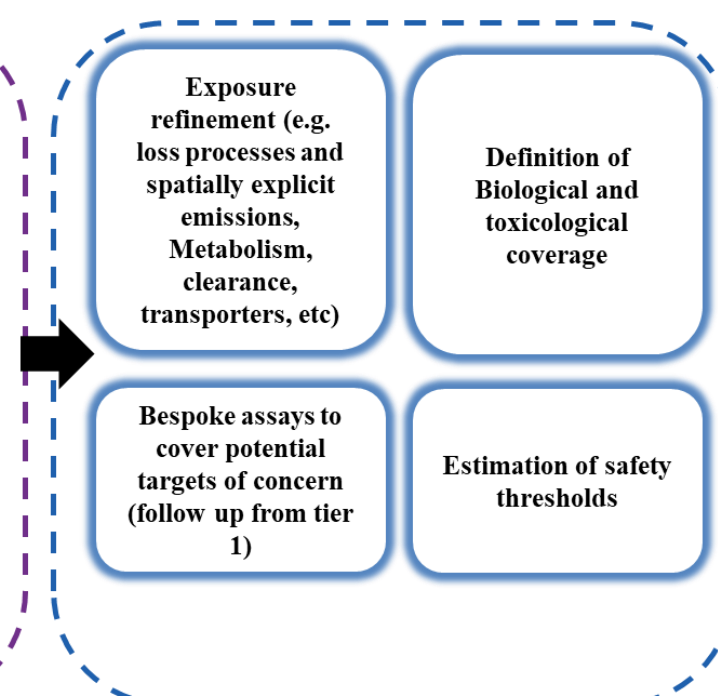 Exposure
refinement (e.g.
loss processes and
spatially explicit
emissions,
Metabolism,
clearance,
transporters, etc)
Definition of
Biological and
toxicological
coverage
Bespoke assays to
cover potential
targets of concern
(follow up from tier
1)
Estimation of safety
thresholds